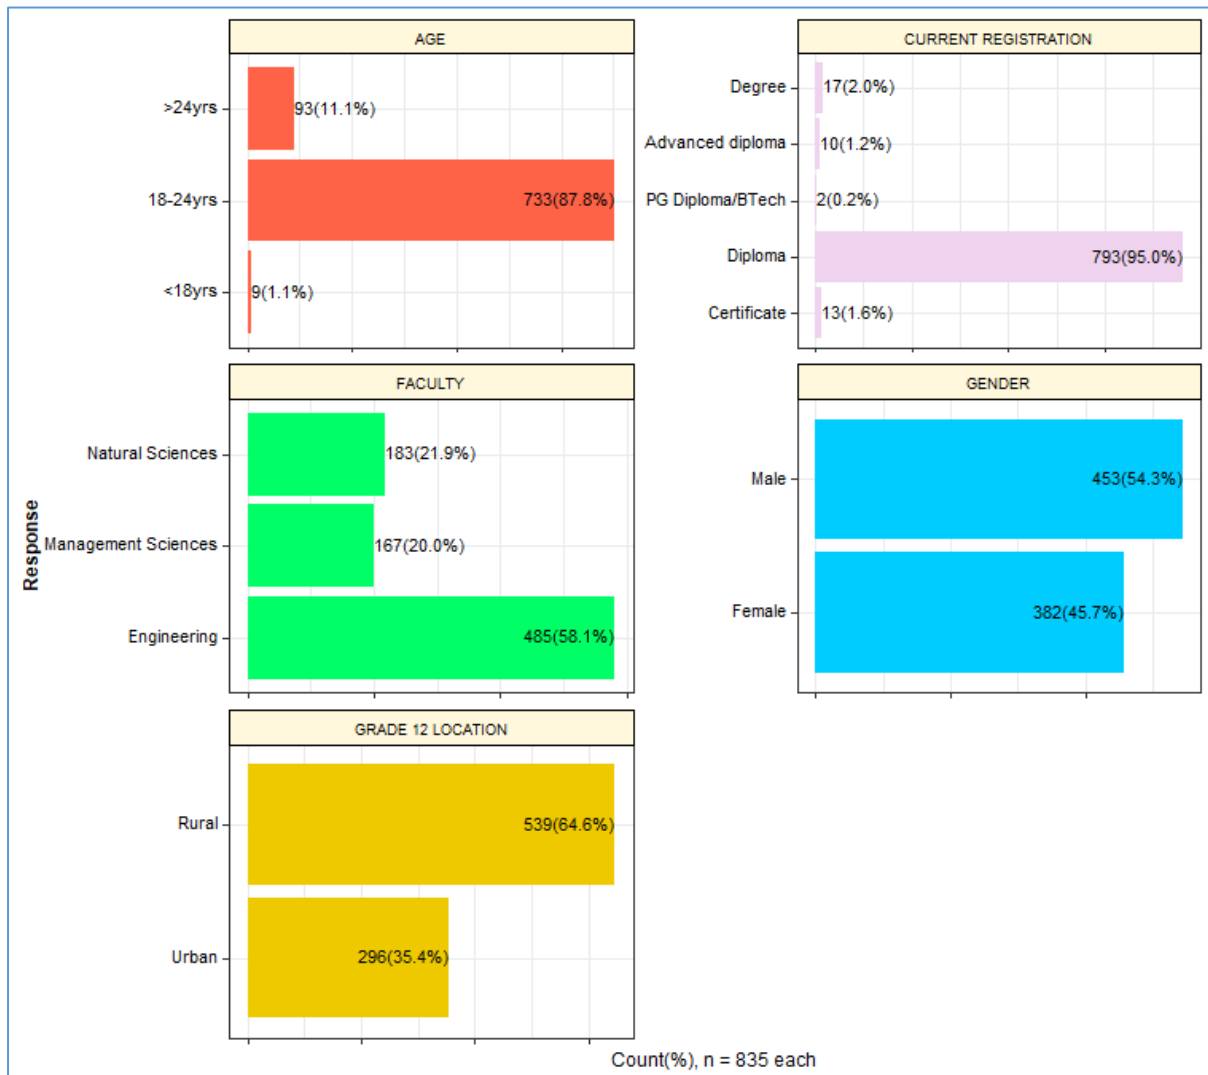 AGE
>24yrs
93(11.1%)
18-24yrs
733(87.8%)
<18yrs
9(1.1%)
CURRENT REGISTRATION
Degree
17(2.0%)
Advanced diploma
10(1.2%)
PG Diploma/BTech
2(0.2%)
Diploma
793(95.0%)
Certificate
13(1.6%)
FACULTY
Natural Sciences
183(21.9%)
Management Sciences
167(20.0%)
Engineering
485(58.1%)
GENDER
Male
453(54.3%)
Female
382(45.7%)
Response
GRADE 12 LOCATION
Rural
539(64.6%)
Urban
296(35.4%)
Count(%), n = 835 each